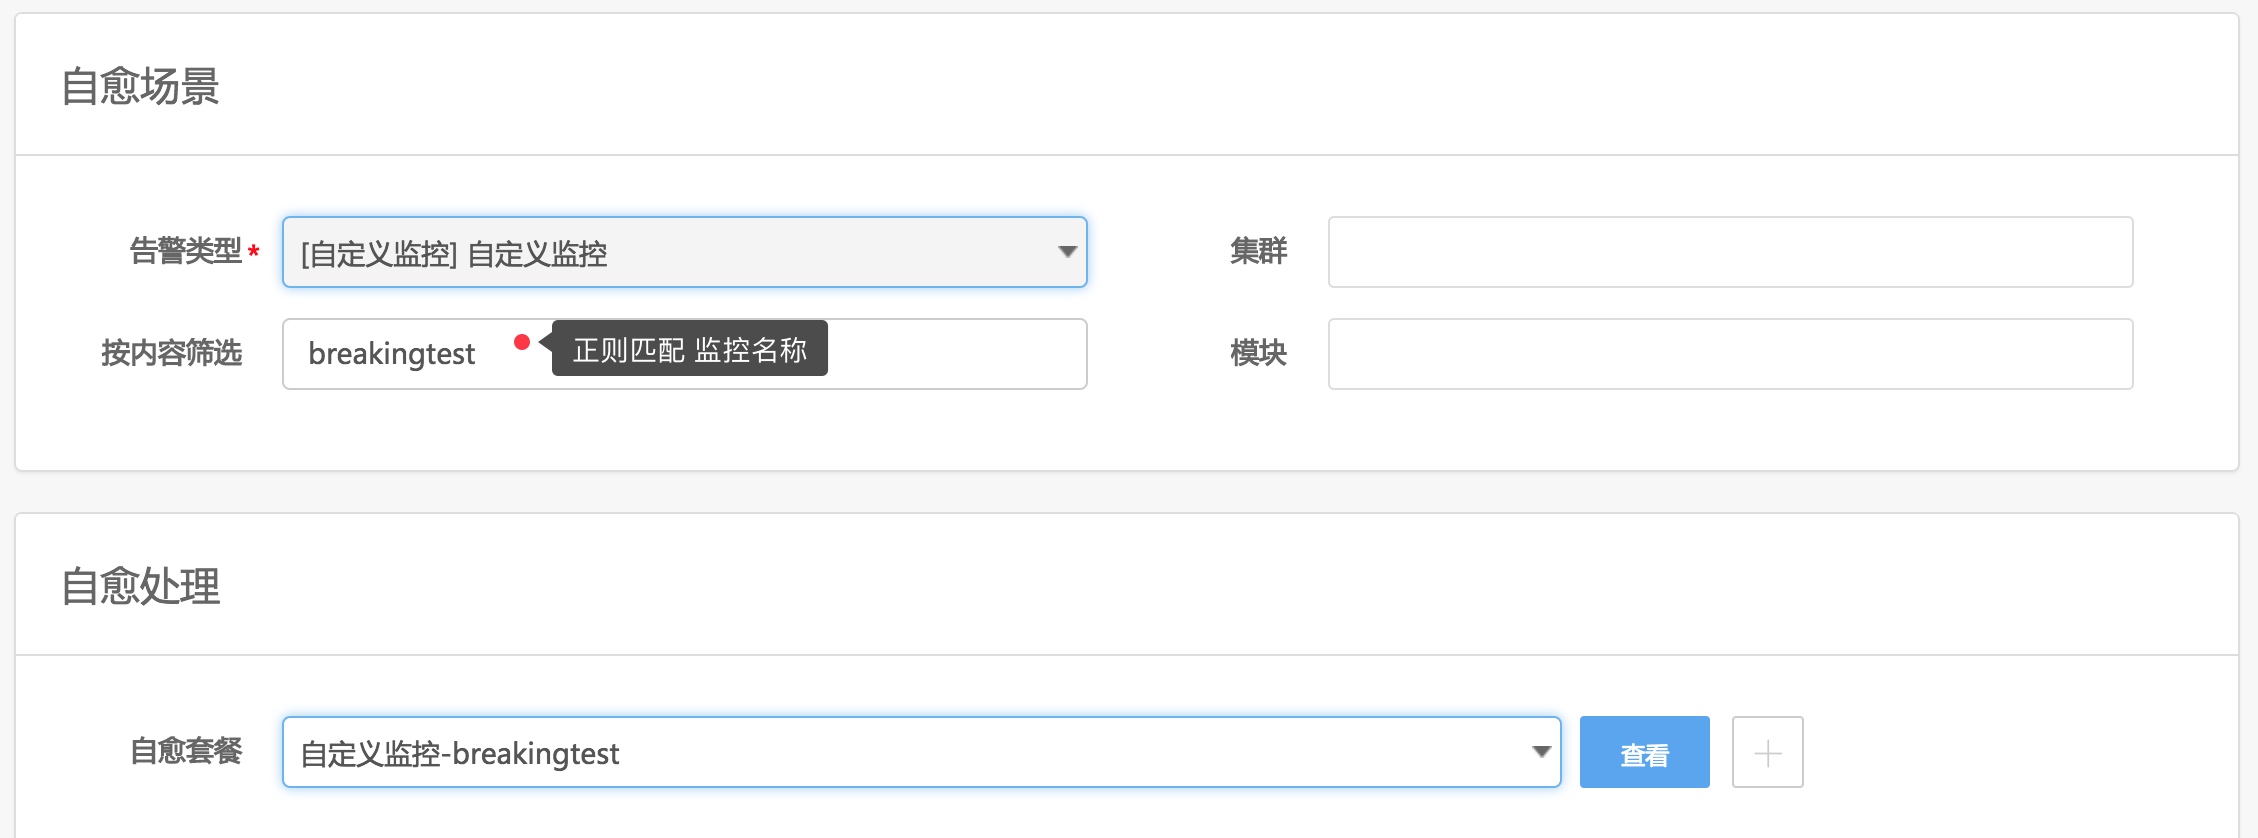 自愈场景
告警类型* [自定义监控] 自定义监控 集群
按内容筛选 breakingtest 正则匹配 监控名称 模块
自愈处理
自愈套餐 自定义监控-breakingtest 查看